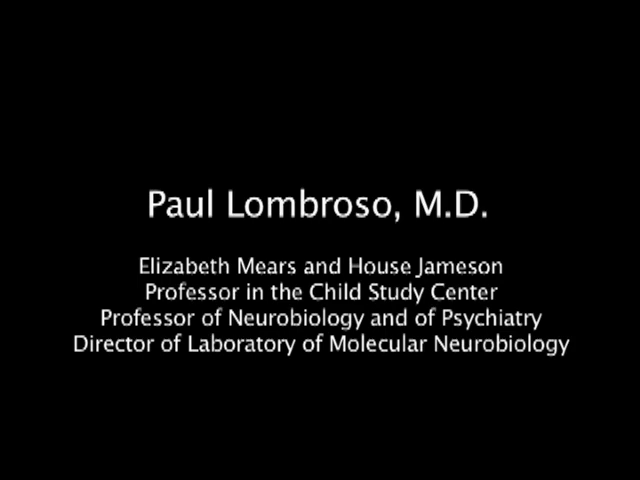 Paul Lombroso, M.D.
Elizabeth Mears and House Jameson
Professor in the Child Study Center
Professor of Neurobiology and of Psychiatry
Director of Laboratory of Molecular Neurobiology